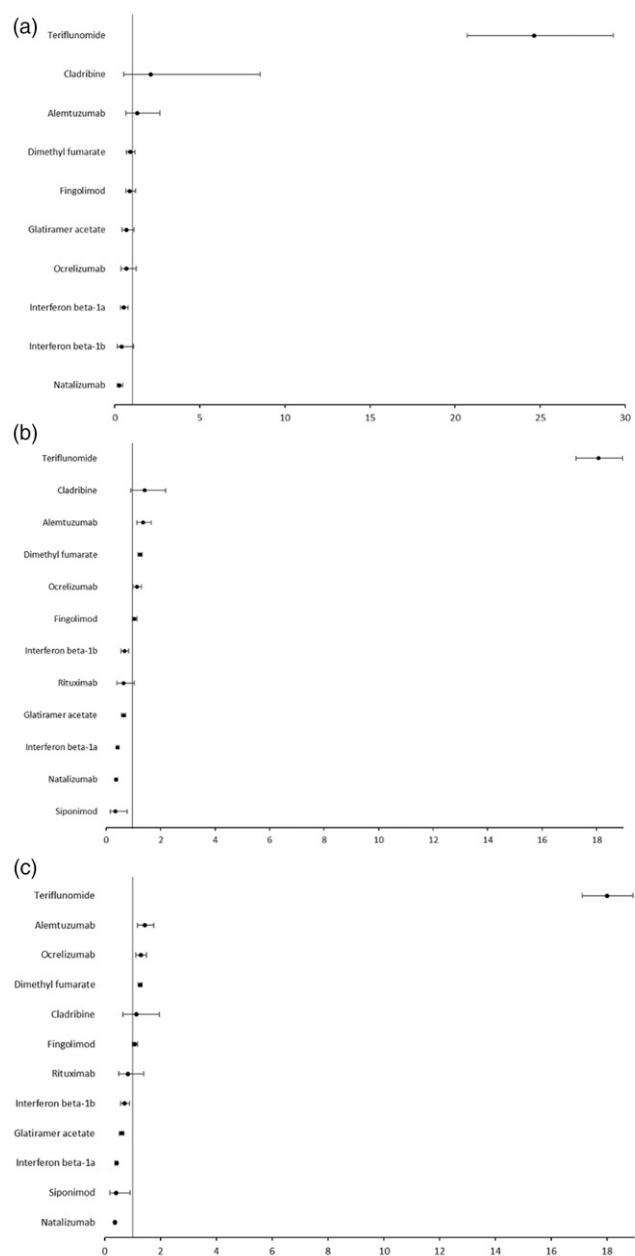 (a)
Teriflunomide
Cladribine
Alemtuzumab
Dimethyl fumarate
Fingolimod
Glatiramer acetate
Ocrelizumab
Interferon beta-1a
Interferon beta-1b
Natalizumab
0 5 10 15 20 25 30
(b)
Teriflunomide
Cladribine
Alemtuzumab
Dimethyl fumarate
Ocrelizumab
Fingolimod
Interferon beta-1b
Rituximab
Glatiramer acetate
Interferon beta-1a
Natalizumab
Siponimod
0 2 4 6 8 10 12 14 16 18
(c)
Teriflunomide
Alemtuzumab
Ocrelizumab
Dimethyl fumarate
Cladribine
Fingolimod
Rituximab
Interferon beta-1b
Glatiramer acetate
Interferon beta-1a
Siponimod
Natalizumab
0 2 4 6 8 10 12 14 16 18